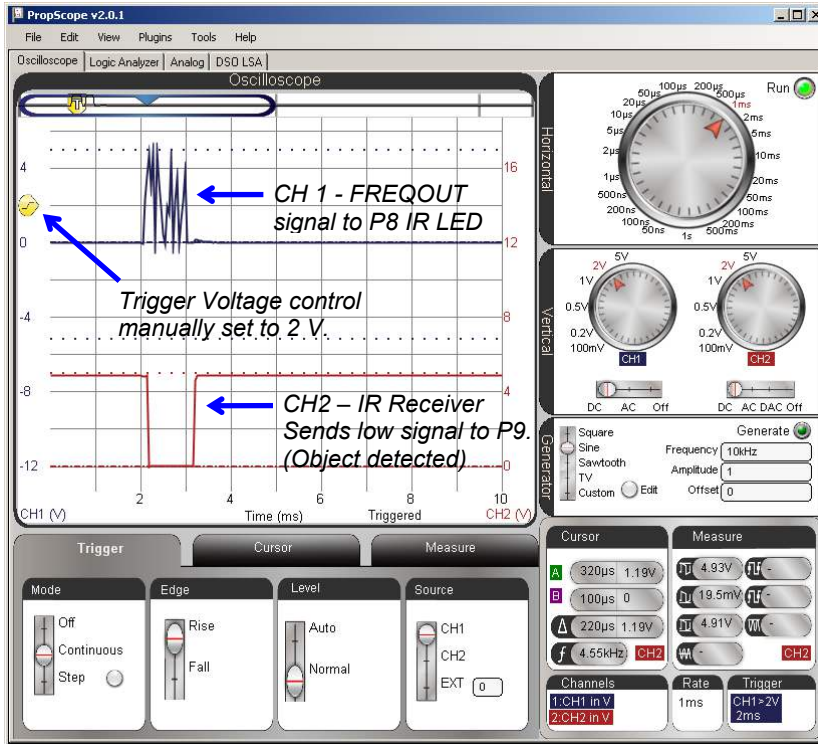 PropScope v2.0.1
File Edit View Plugins Tools Help
Oscilloscope Logic Analyzer Analog DSO LSA
Oscilloscope
T
4
0
-4
-8
-12
16
12
8
4
0
2 4 6 8 10
CH1 (V) Time (ms) Triggered CH2 (V)
CH 1 - FREQOUT
signal to P8 IR LED
Trigger Voltage control
manually set to 2 V.
CH2 – IR Receiver
Sends low signal to P9.
(Object detected)
Horizontal
Run
50ns
100ns
200ns
500ns
1µs
2µs
5µs
10µs
20µs
50µs
100µs
200µs
500µs
1ms
2ms
5ms
10ms
20ms
50ms
100ms
200ms
500ms
1s
Vertical
5V
2V
1V
0.5V
0.2V
100mV
CH1
DC AC Off
5V
2V
1V
0.5V
0.2V
100mV
CH2
DC AC DAC Off
Generator
Square
Sine
Sawtooth
TV
Custom Edit
Generate
Frequency 10kHz
Amplitude 1
Offset 0
Trigger Cursor Measure
Mode
Off
Continuous
Step
Edge
Rise
Fall
Level
Auto
Normal
Source
CH1
CH2
EXT 0
Cursor
A 320µs 1.19V
B 100µs 0
Δ 220µs 1.19V
f 4.55kHz CH2
Measure
4.93V -
19.5mV -
4.91V -
- CH2
Channels
1:CH1 in V
2:CH2 in V
Rate
1ms
Trigger
CH1>2V
2ms